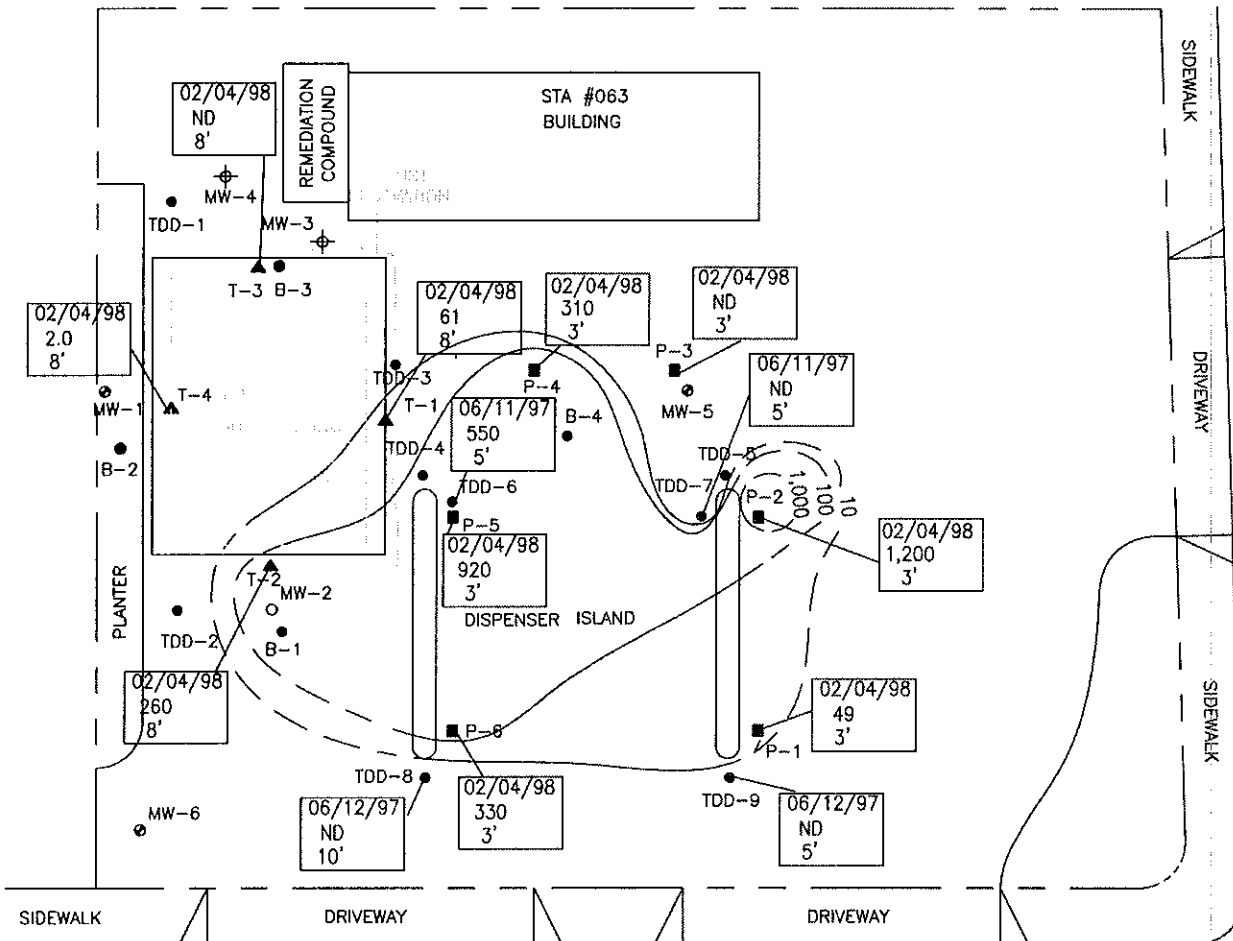 SIDEWALK
02/04/98
ND
8'
REMEDIATION
COMPOUND
STA #063
BUILDING
MW-4
TDD-1
MW-3
T-3
B-3
02/04/98
61
8'
02/04/98
310
3'
02/04/98
ND
3'
02/04/98
2.0
8'
P-3
TDD-3
P-4
06/11/97
ND
5'
DRIVEWAY
MW-1
T-4
T-1
06/11/97
550
5'
B-4
MW-5
B-2
TDD-4
TDD-5
TDD-6
TDD-7
P-2
1,000
100
10
P-5
02/04/98
920
3'
02/04/98
1,200
3'
T-2
MW-2
PLANTER
TDD-2
B-1
DISPENSER ISLAND
02/04/98
260
8'
02/04/98
49
3'
SIDEWALK
P-6
P-1
TDD-8
02/04/98
330
3'
TDD-9
06/12/97
ND
10'
06/12/97
ND
5'
MW-6
SIDEWALK
DRIVEWAY
DRIVEWAY